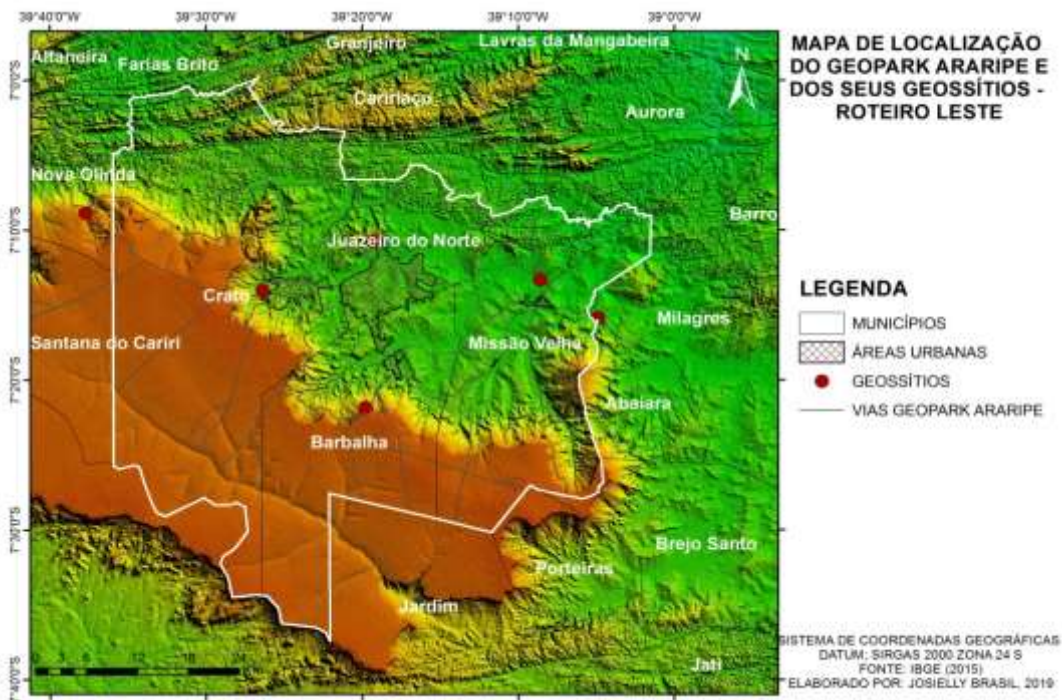 39°40'0"W 39°30'0"W 39°20'0"W 39°10'0"W 39°0'0"W
MAPA DE LOCALIZAÇÃO
DO GEOPARK ARARIPE E
DOS SEUS GEOSSÍTIOS -
ROTEIRO LESTE
N
Altaneira
Farias Brito
Granjeiro
Lavras da Mangabeira
7°0'0"S
Caririaçu
Aurora
Nova Olinda
Barro
7°10'0"S
Juazeiro do Norte
Crato
Milagres
Santana do Cariri
Missão Velha
7°20'0"S
Abaiara
Barbalha
LEGENDA
MUNICÍPIOS
ÁREAS URBANAS
GEOSSÍTIOS
VIAS GEOPARK ARARIPE
7°30'0"S
Brejo Santo
Porteiras
Jardim
Jati
7°40'0"S
SISTEMA DE COORDENADAS GEOGRÁFICAS
DATUM: SIRGAS 2000 ZONA 24 S
FONTE: IBGE (2015)
ELABORADO POR: JOSIELLY BRASIL, 2019